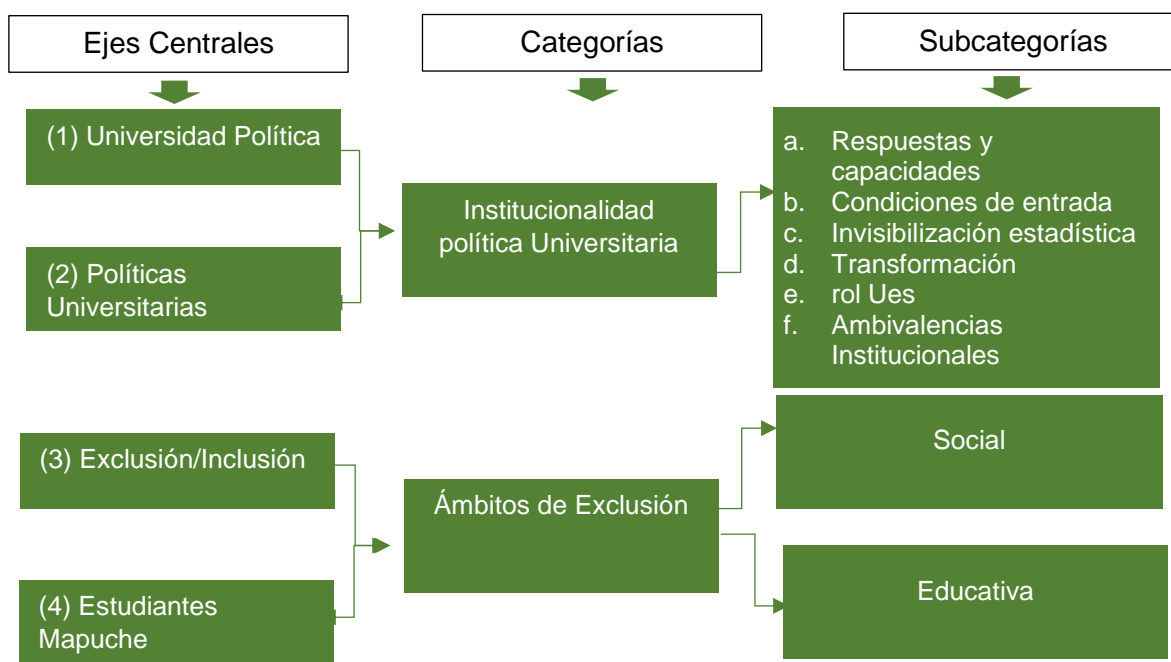 Ejes Centrales
Categorías
Subcategorías
(1) Universidad Política
(2) Políticas
Universitarias
Institucionalidad
política Universitaria
a. Respuestas y
capacidades
b. Condiciones de entrada
c. Invisibilización estadística
d. Transformación
e. rol Ues
f. Ambivalencias
Institucionales
(3) Exclusión/Inclusión
(4) Estudiantes
Mapuche
Ámbitos de Exclusión
Social
Educativa